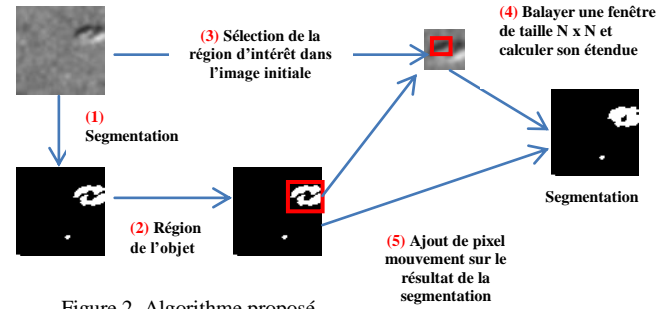 (3) Sélection de la
région d'intérêt dans
l'image initiale
(4) Balayer une fenêtre
de taille N x N et
calculer son étendue
(1)
Segmentation
(2) Région
de l'objet
Segmentation
(5) Ajout de pixel
mouvement sur le
résultat de la
segmentation
Figure 2. Algorithme proposé